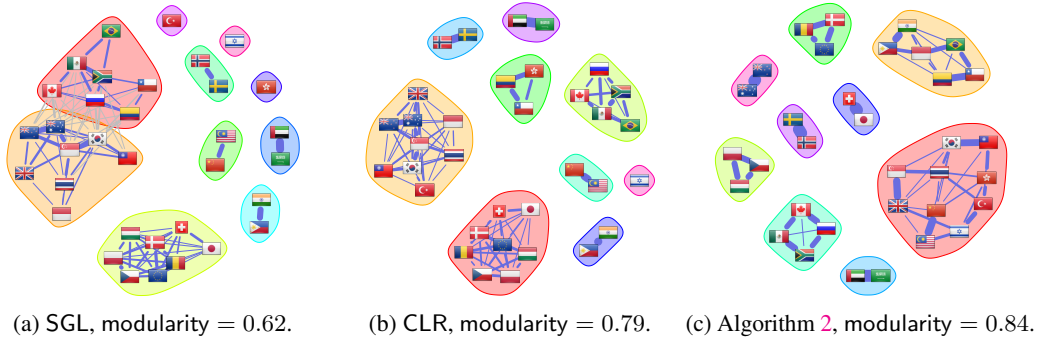 (a) SGL, modularity = 0.62.
(b) CLR, modularity = 0.79.
(c) Algorithm 2, modularity = 0.84.